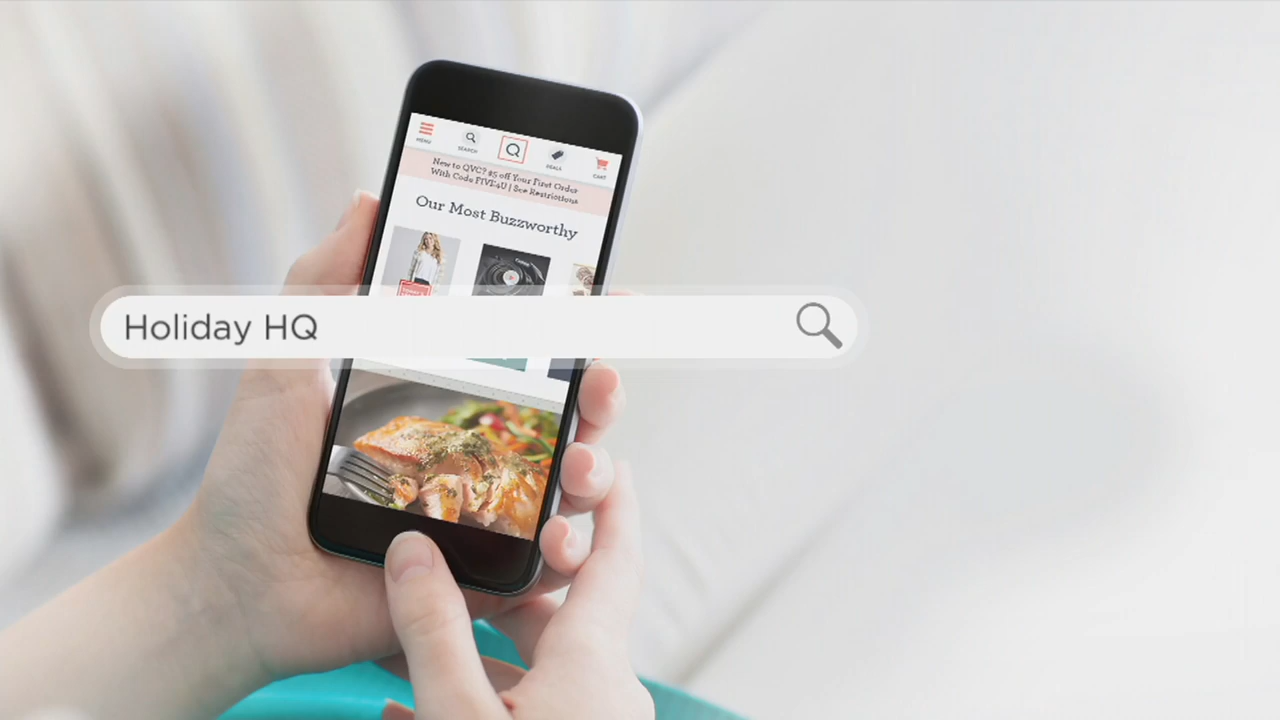 MENU
SEARCH
Q
DEALS
CART
New to QVC? $5 off Your First Order
With Code FIVE4U | See Restrictions
Our Most Buzzworthy
Holiday HQ